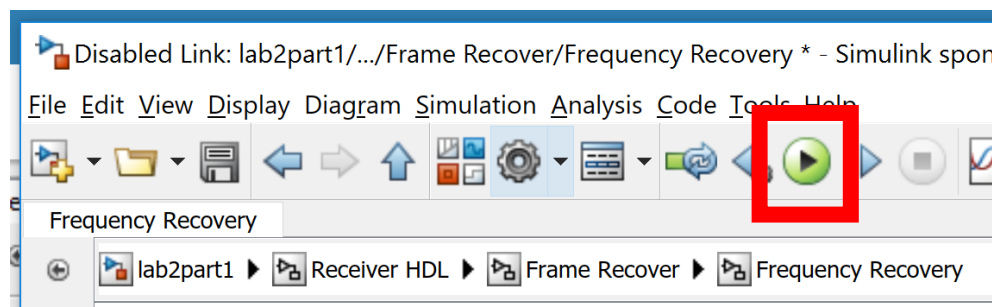 Disabled Link: lab2part1/.../Frame Recover/Frequency Recovery * - Simulink spon
File Edit View Display Diagram Simulation Analysis Code Tools Help
Frequency Recovery
lab2part1 Receiver HDL Frame Recover Frequency Recovery